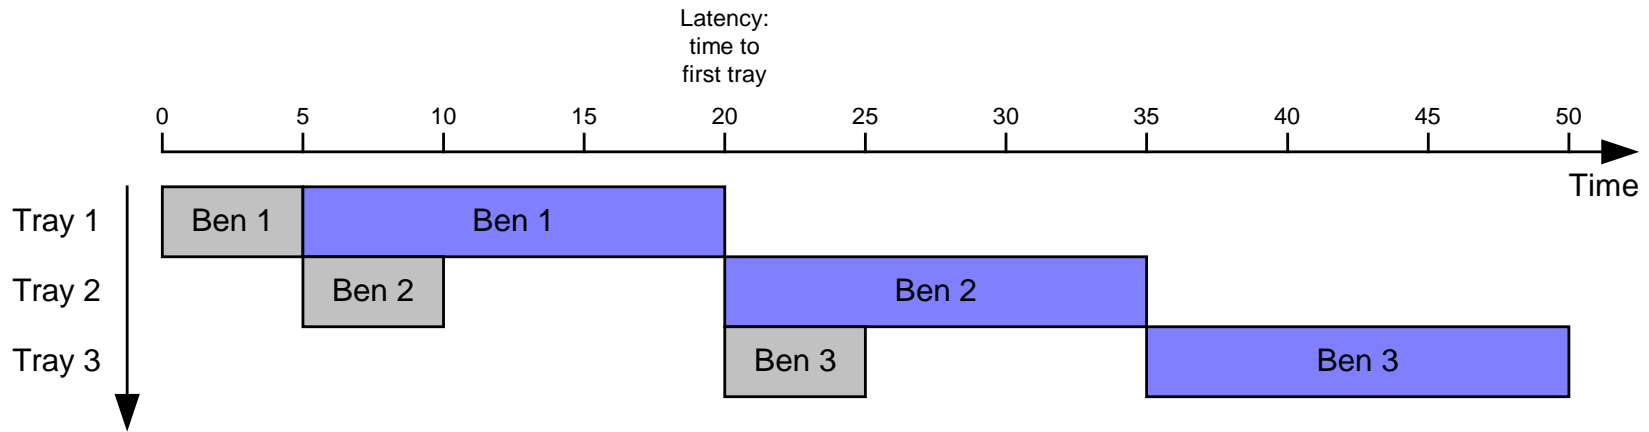 Latency:
time to
first tray
0 5 10 15 20 25 30 35 40 45 50
Time
Tray 1 Ben 1 Ben 1
Tray 2 Ben 2 Ben 2
Tray 3 Ben 3 Ben 3